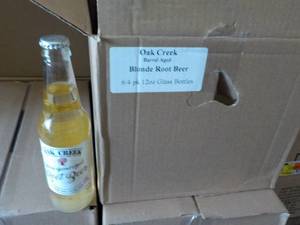 Oak Creek
Barrel Aged
Blonde Root Beer
6/4 pk 12oz Glass Bottles
OAK CREEK